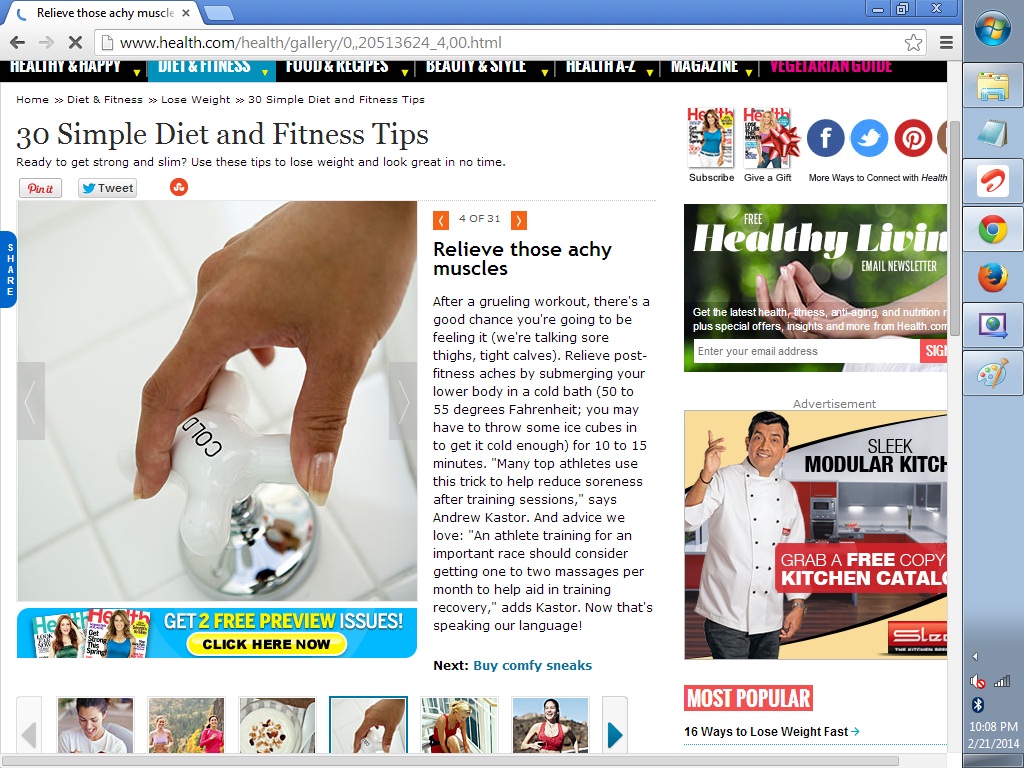 Relieve those achy muscle
www.health.com/health/gallery/0,,20513624_4,00.html
HEALTHY & HAPPY DIET & FITNESS FOOD & RECIPES BEAUTY & STYLE HEALTH A-Z MAGAZINE VEGETARIAN GUIDE
Home >> Diet & Fitness >> Lose Weight >> 30 Simple Diet and Fitness Tips
30 Simple Diet and Fitness Tips
Ready to get strong and slim? Use these tips to lose weight and look great in no time.
Pin it Tweet
SHARE
COLD
4 OF 31
Relieve those achy
muscles
After a grueling workout, there's a
good chance you're going to be
feeling it (we're talking sore
thighs, tight calves). Relieve post-
fitness aches by submerging your
lower body in a cold bath (50 to
55 degrees Fahrenheit; you may
have to throw some ice cubes in
to get it cold enough) for 10 to 15
minutes. "Many top athletes use
this trick to help reduce soreness
after training sessions," says
Andrew Kastor. And advice we
love: "An athlete training for an
important race should consider
getting one to two massages per
month to help aid in training
recovery," adds Kastor. Now that's
speaking our language!
Next: Buy comfy sneaks
Health Health
GET 2 FREE PREVIEW ISSUES!
CLICK HERE NOW
Health Health
Subscribe Give a Gift More Ways to Connect with Health
FREE
Healthy Livin
EMAIL NEWSLETTER
Get the latest health, fitness, anti-aging, and nutrition n
plus special offers, insights and more from Health.com
Enter your email address SIG
Advertisement
SLEEK
MODULAR KITCH
GRAB A FREE COPY
KITCHEN CATALO
Slee
THE KITCHEN SPE
MOST POPULAR
16 Ways to Lose Weight Fast
10:08 PM
2/21/2014